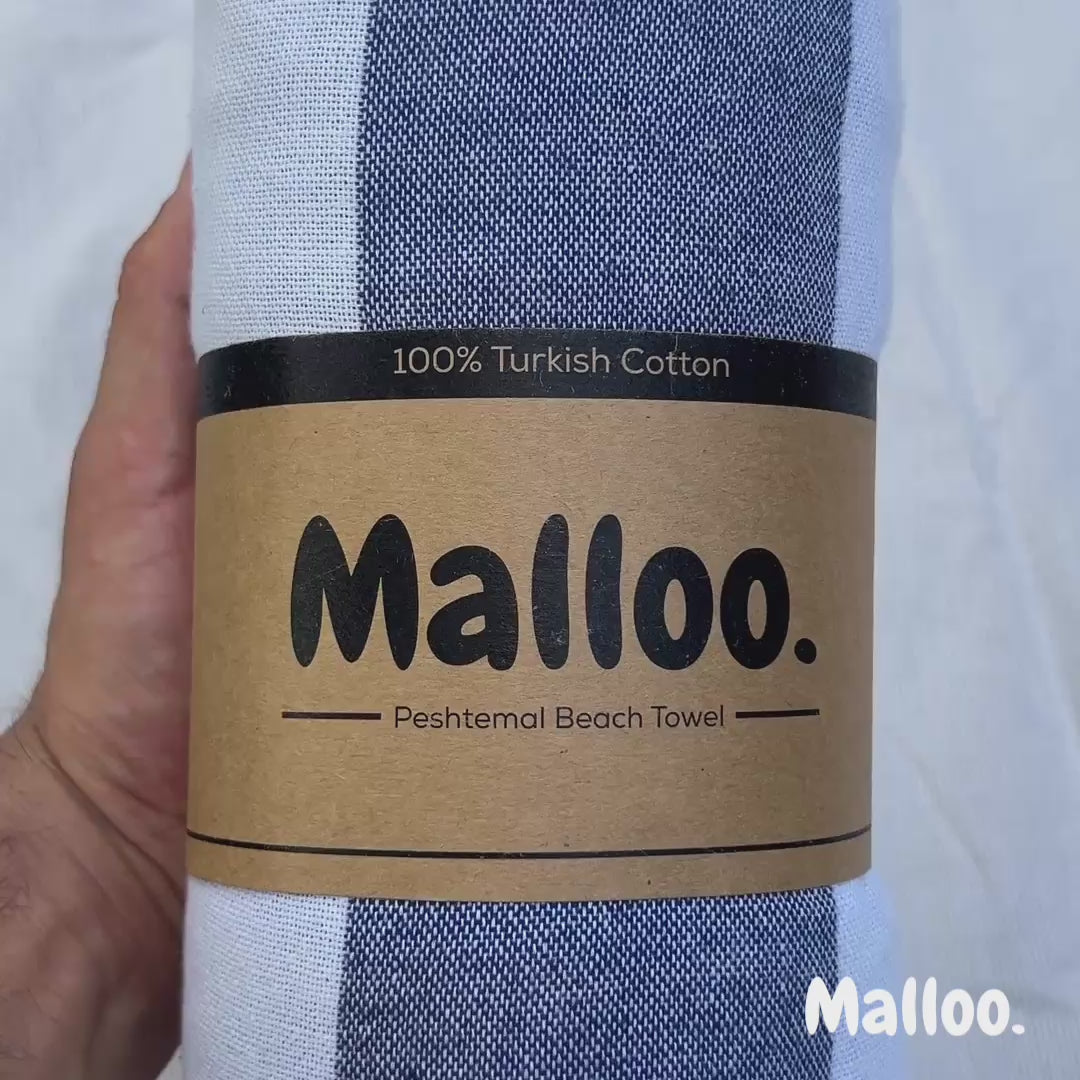 100% Turkish Cotton
Malloo.
Peshtemal Beach Towel
Malloo.